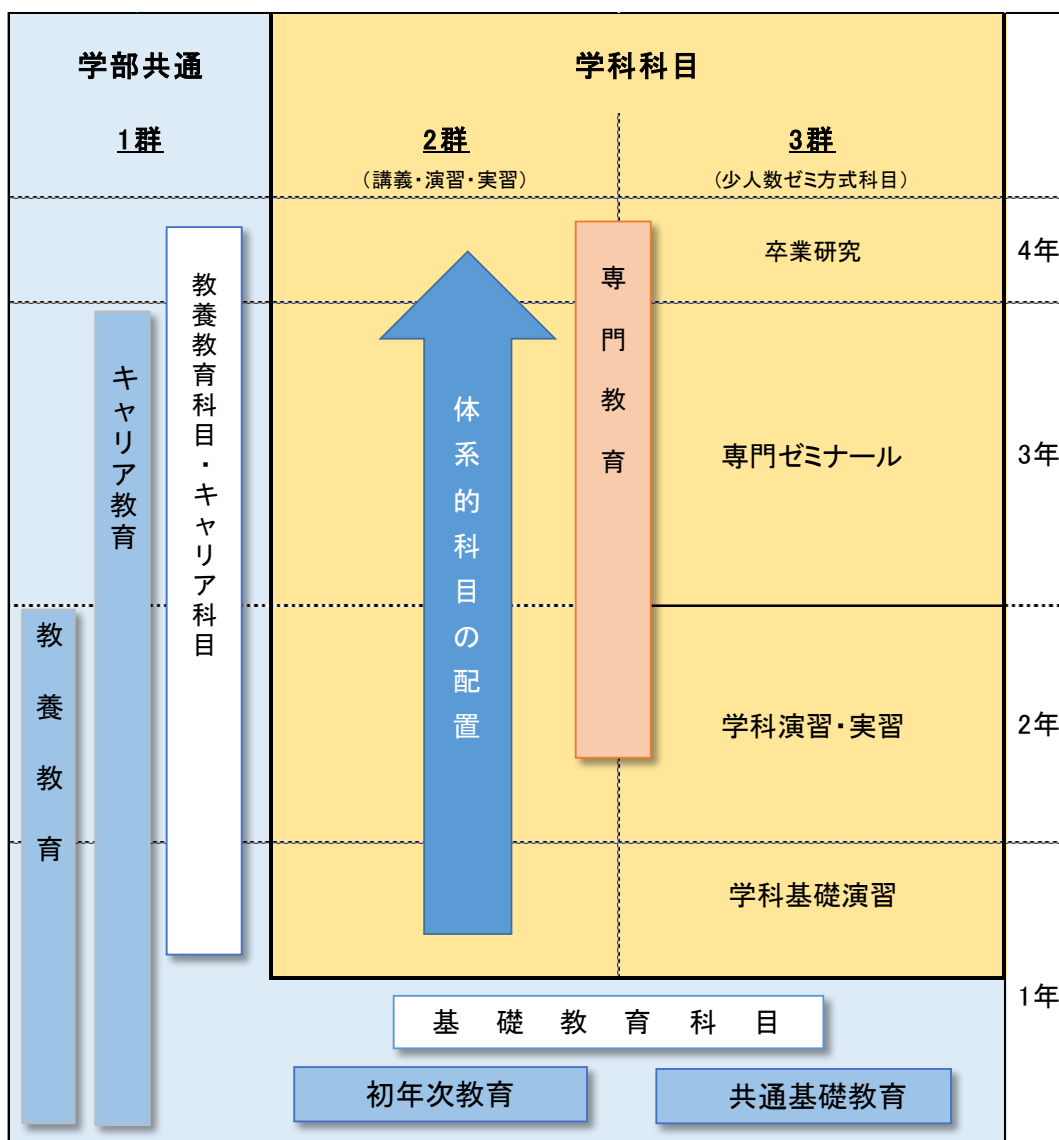 学部共通
学科科目
1群
2群
3群
(講義・演習・実習)
(少人数ゼミ方式科目)
教養教育
キャリア教育
教養教育科目・キャリア科目
体系的科目の配置
専門教育
卒業研究
4年
専門ゼミナール
3年
学科演習・実習
2年
学科基礎演習
1年
基礎教育科目
初年次教育
共通基礎教育